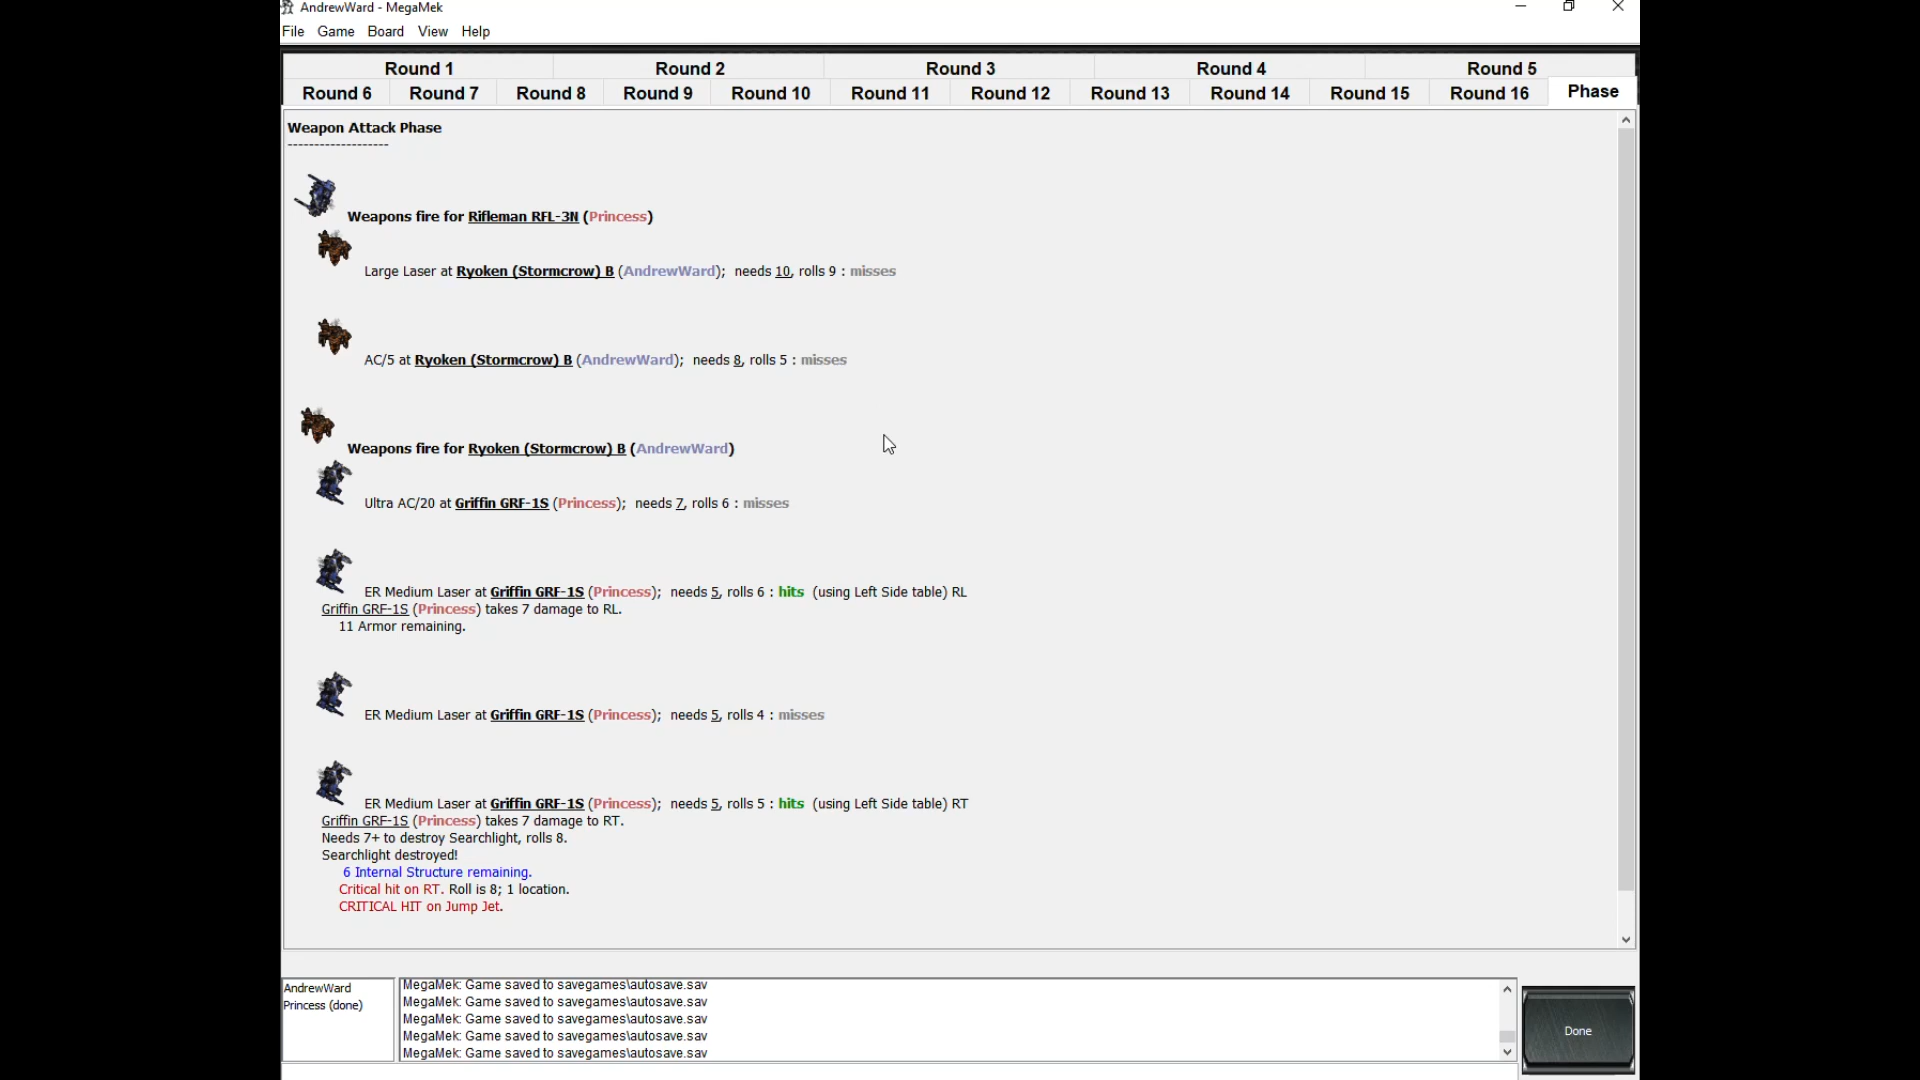 AndrewWard - MegaMek
File Game Board View Help
Round 1 Round 2 Round 3 Round 4 Round 5
Round 6 Round 7 Round 8 Round 9 Round 10 Round 11 Round 12 Round 13 Round 14 Round 15 Round 16 Phase
Weapon Attack Phase
-------------------
Weapons fire for Rifleman RFL-3N (Princess)
Large Laser at Ryoken (Stormcrow) B (AndrewWard); needs 10, rolls 9 : misses
AC/5 at Ryoken (Stormcrow) B (AndrewWard); needs 8, rolls 5 : misses
Weapons fire for Ryoken (Stormcrow) B (AndrewWard)
Ultra AC/20 at Griffin GRF-1S (Princess); needs 7, rolls 6 : misses
ER Medium Laser at Griffin GRF-1S (Princess); needs 5, rolls 6 : hits (using Left Side table) RL
Griffin GRF-1S (Princess) takes 7 damage to RL.
11 Armor remaining.
ER Medium Laser at Griffin GRF-1S (Princess); needs 5, rolls 4 : misses
ER Medium Laser at Griffin GRF-1S (Princess); needs 5, rolls 5 : hits (using Left Side table) RT
Griffin GRF-1S (Princess) takes 7 damage to RT.
Needs 7+ to destroy Searchlight, rolls 8.
Searchlight destroyed!
6 Internal Structure remaining.
Critical hit on RT. Roll is 8; 1 location.
CRITICAL HIT on Jump Jet.
AndrewWard
Princess (done)
MegaMek: Game saved to savegames\autosave.sav
MegaMek: Game saved to savegames\autosave.sav
MegaMek: Game saved to savegames\autosave.sav
MegaMek: Game saved to savegames\autosave.sav
MegaMek: Game saved to savegames\autosave.sav
Done